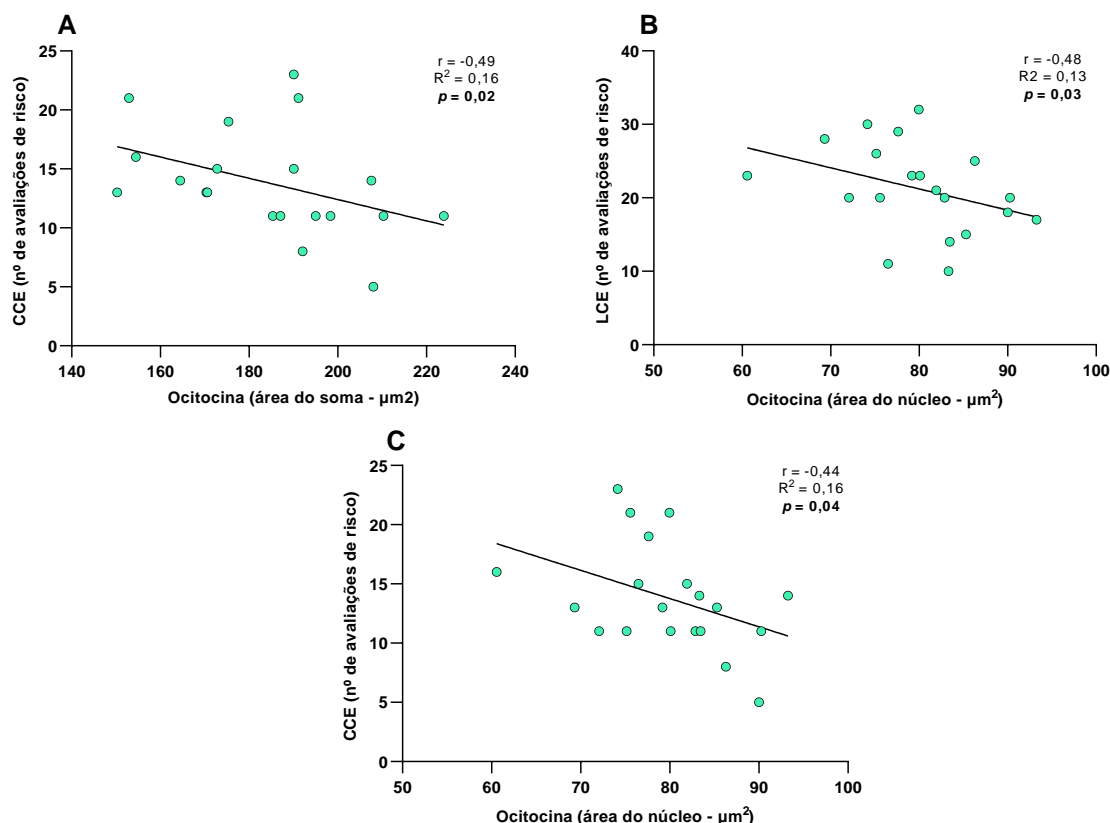 A
25
20
15
10
5
0
CCE (nº de avaliações de risco)
r = -0,49
R² = 0,16
p = 0,02
140 160 180 200 220 240
Ocitocina (área do soma - µm2)
B
40
30
20
10
0
LCE (nº de avaliações de risco)
r = -0,48
R2 = 0,13
p = 0,03
50 60 70 80 90 100
Ocitocina (área do núcleo - µm²)
C
25
20
15
10
5
0
CCE (nº de avaliações de risco)
r = -0,44
R² = 0,16
p = 0,04
50 60 70 80 90 100
Ocitocina (área do núcleo - µm²)